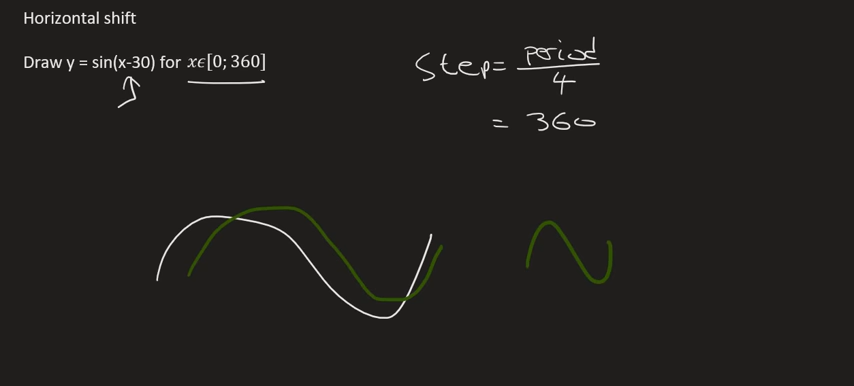 Horizontal shift
Draw y = sin(x-30) for xϵ[0; 360]
Step = period
4
= 360